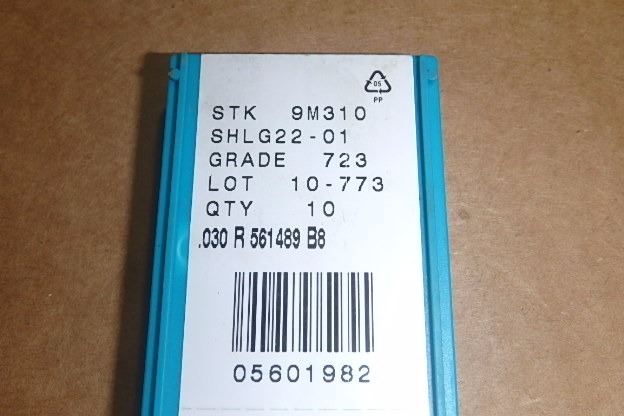 05
PP
STK 9M310
SHLG22-01
GRADE 723
LOT 10-773
QTY 10
.030 R 561489 B8
05601982